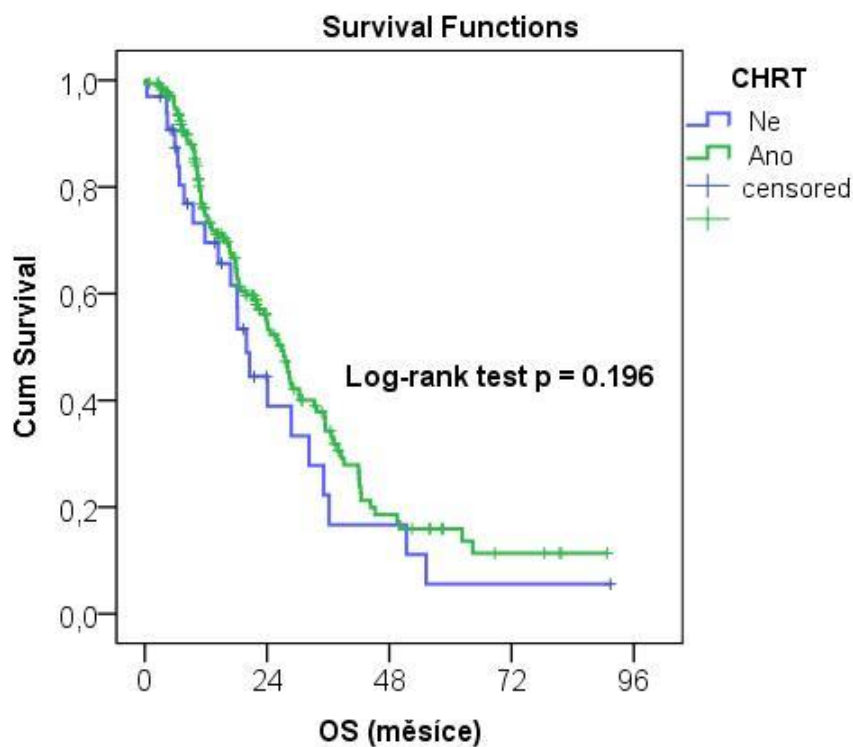 Survival Functions
CHRT
Ne
Ano
censored
Cum Survival
1,0
0,8
0,6
0,4
0,2
0,0
Log-rank test p = 0.196
0 24 48 72 96
OS (měsíce)